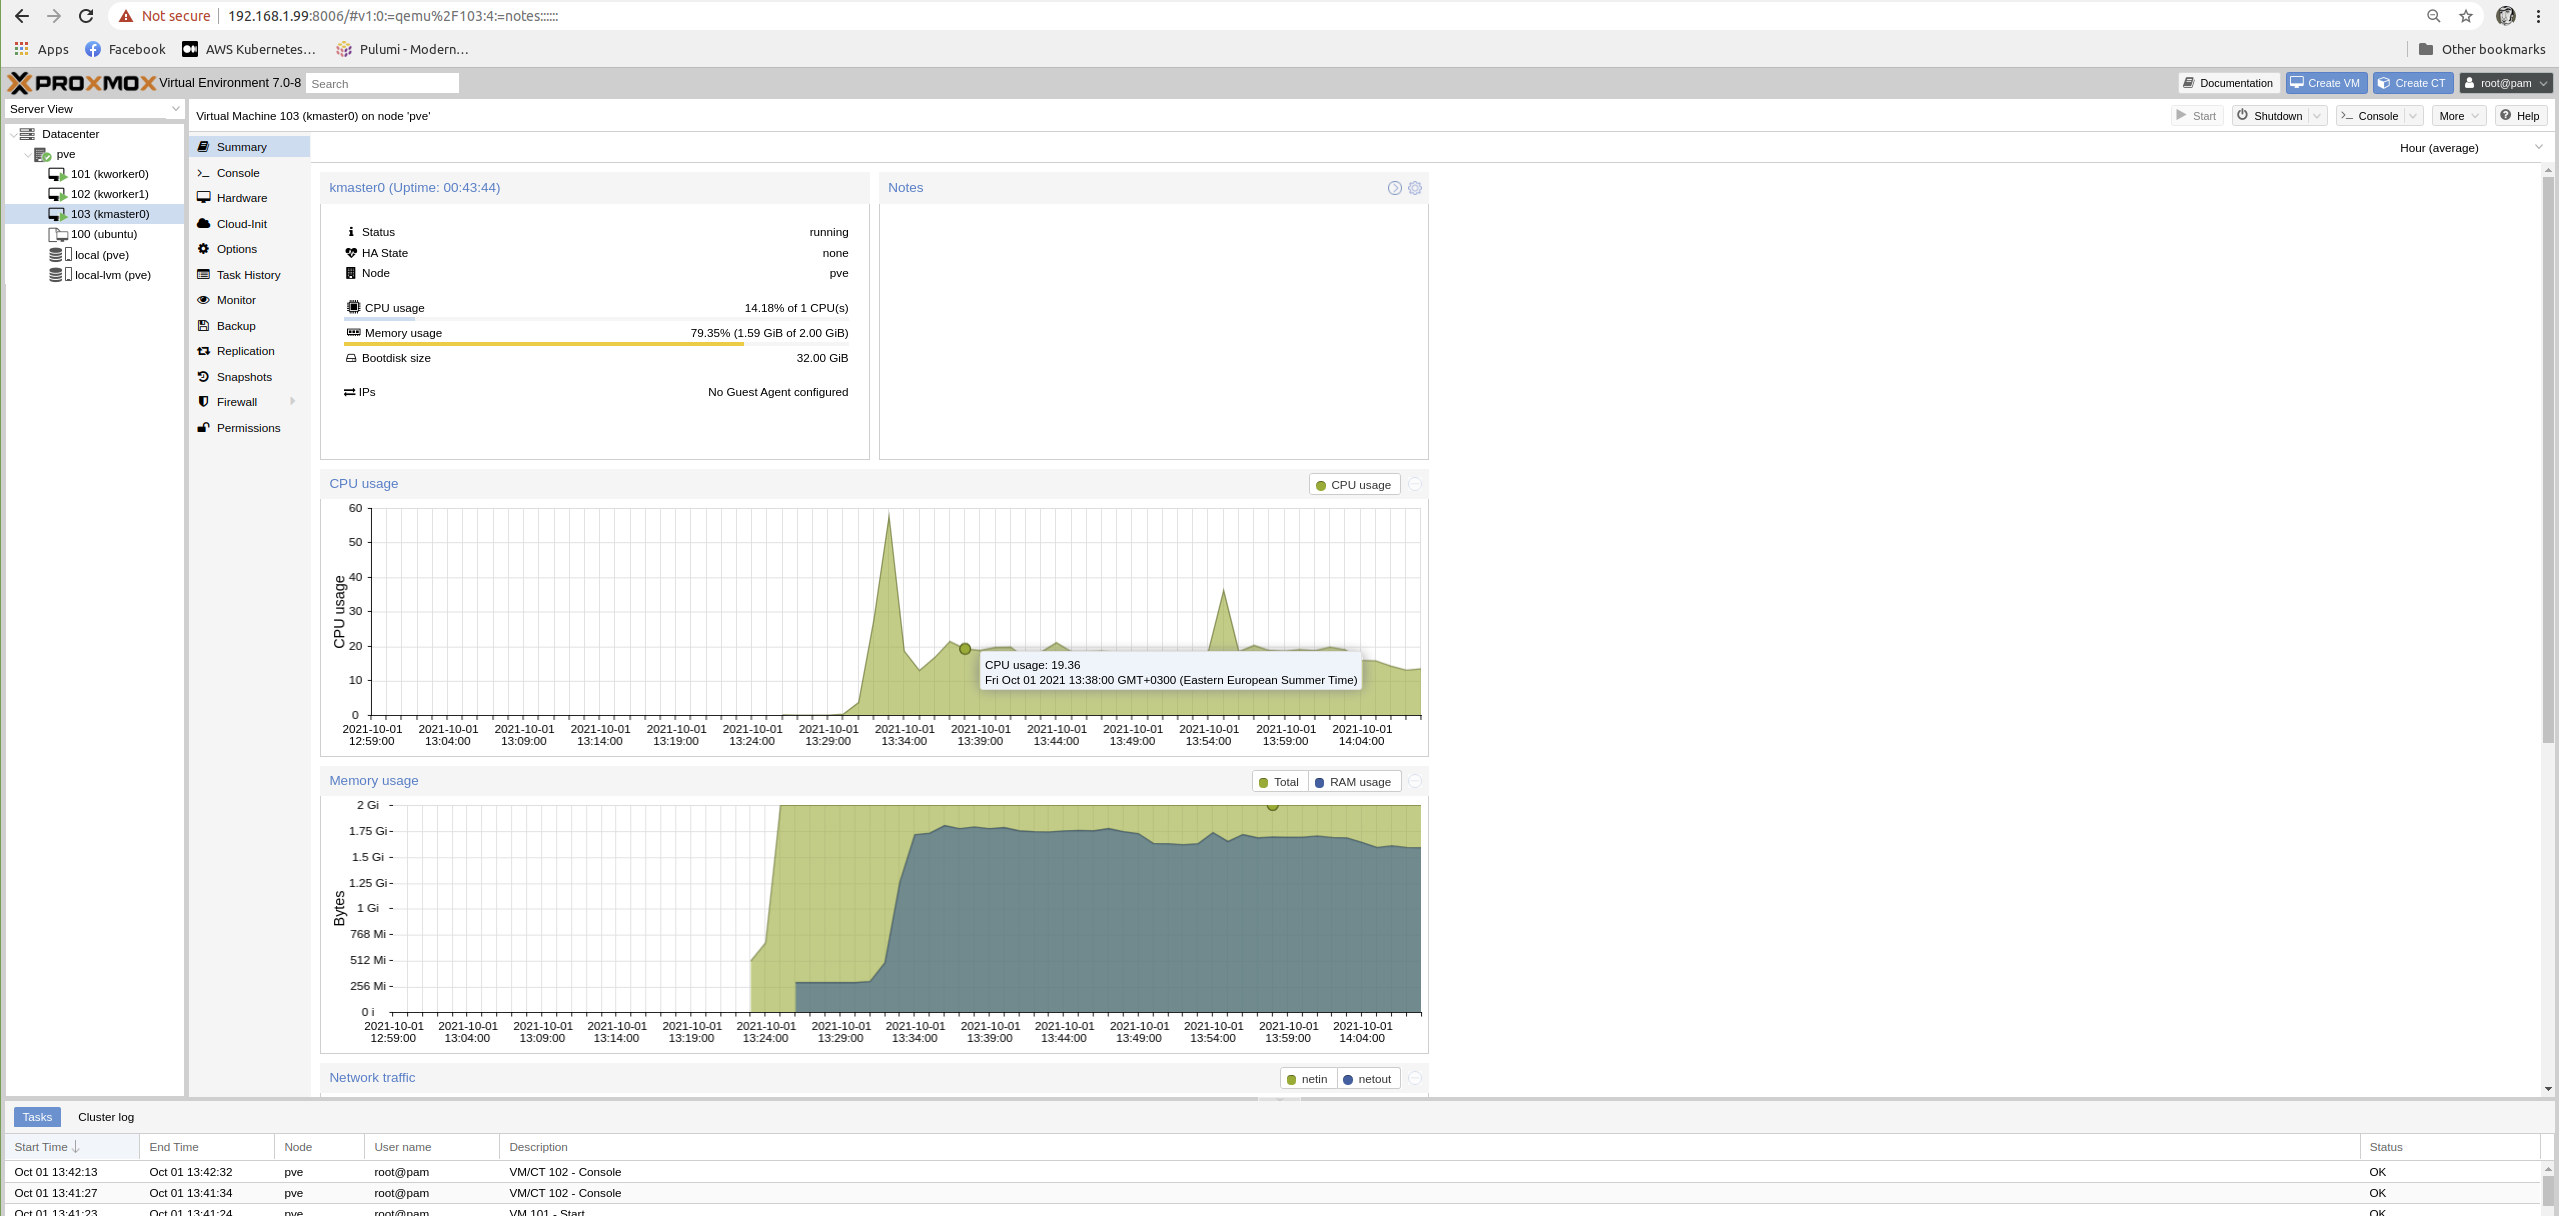 Not secure 192.168.1.99:8006/#v1:0:=qemu%2F103:4:=notes::::::
Apps Facebook AWS Kubernetes... Pulumi - Modern... Other bookmarks
PROXMOX Virtual Environment 7.0-8 Search Documentation Create VM Create CT root@pam
Server View
Virtual Machine 103 (kmaster0) on node 'pve' Start Shutdown Console More Help
Datacenter
pve
101 (kworker0)
102 (kworker1)
103 (kmaster0)
100 (ubuntu)
local (pve)
local-lvm (pve)
Summary
Console
Hardware
Cloud-Init
Options
Task History
Monitor
Backup
Replication
Snapshots
Firewall
Permissions
Hour (average)
kmaster0 (Uptime: 00:43:44)
Status running
HA State none
Node pve
CPU usage 14.18% of 1 CPU(s)
Memory usage 79.35% (1.59 GiB of 2.00 GiB)
Bootdisk size 32.00 GiB
IPs No Guest Agent configured
Notes
CPU usage
CPU usage
CPU usage
60
50
40
30
20
10
0
CPU usage: 19.36
Fri Oct 01 2021 13:38:00 GMT+0300 (Eastern European Summer Time)
2021-10-01 2021-10-01 2021-10-01 2021-10-01 2021-10-01 2021-10-01 2021-10-01 2021-10-01 2021-10-01 2021-10-01 2021-10-01 2021-10-01 2021-10-01 2021-10-01
12:59:00 13:04:00 13:09:00 13:14:00 13:19:00 13:24:00 13:29:00 13:34:00 13:39:00 13:44:00 13:49:00 13:54:00 13:59:00 14:04:00
Memory usage
Total RAM usage
Bytes
2 Gi
1.75 Gi
1.5 Gi
1.25 Gi
1 Gi
768 Mi
512 Mi
256 Mi
0 i
2021-10-01 2021-10-01 2021-10-01 2021-10-01 2021-10-01 2021-10-01 2021-10-01 2021-10-01 2021-10-01 2021-10-01 2021-10-01 2021-10-01 2021-10-01 2021-10-01
12:59:00 13:04:00 13:09:00 13:14:00 13:19:00 13:24:00 13:29:00 13:34:00 13:39:00 13:44:00 13:49:00 13:54:00 13:59:00 14:04:00
Network traffic
netin netout
Tasks Cluster log
Start Time End Time Node User name Description Status
Oct 01 13:42:13 Oct 01 13:42:32 pve root@pam VM/CT 102 - Console OK
Oct 01 13:41:27 Oct 01 13:41:34 pve root@pam VM/CT 102 - Console OK
Oct 01 13:41:23 Oct 01 13:41:24 pve root@pam VM 101 - Start OK